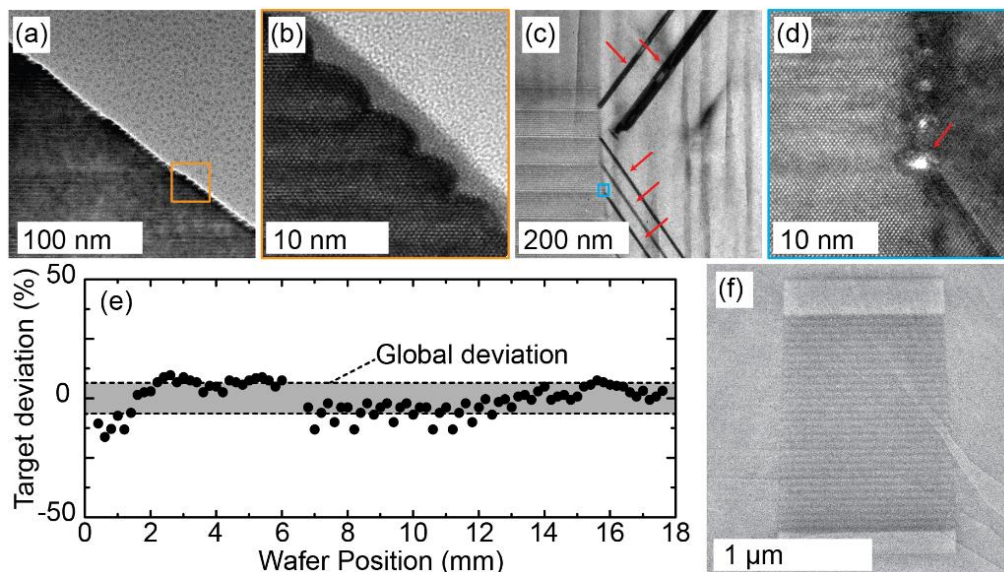 (a)
100 nm
(b)
10 nm
(c)
200 nm
(d)
10 nm
(e)
Target deviation (%)
50
0
-50
Global deviation
0 2 4 6 8 10 12 14 16 18
Wafer Position (mm)
(f)
1 µm